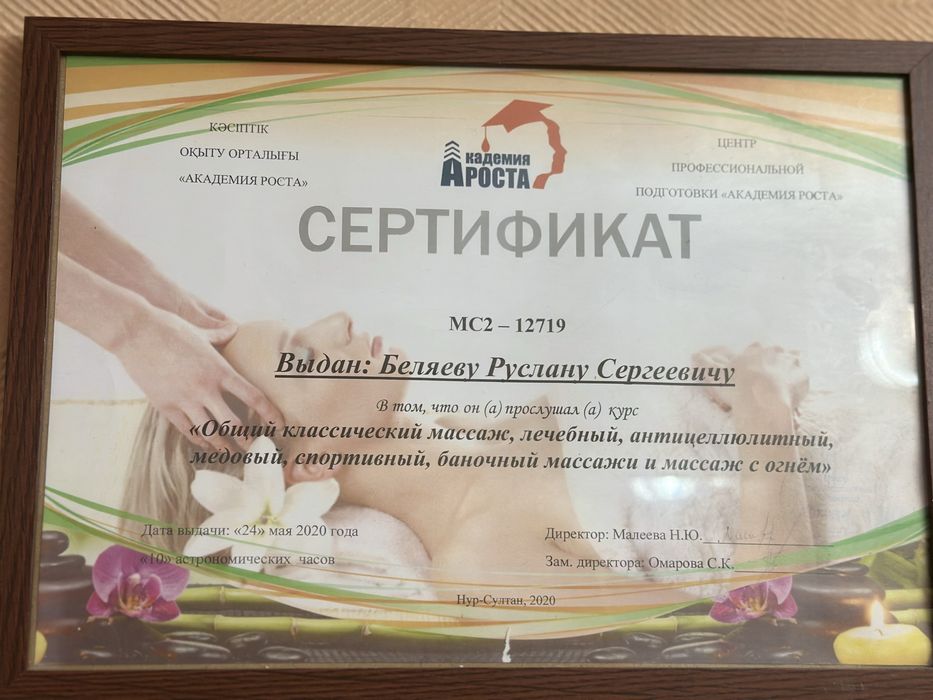 КӘСІПТІК
ОҚЫТУ ОРТАЛЫҒЫ
«АКАДЕМИЯ РОСТА»
Академия
РОСТА
ЦЕНТР
ПРОФЕССИОНАЛЬНОЙ
ПОДГОТОВКИ «АКАДЕМИЯ РОСТА»
СЕРТИФИКАТ
МС2 – 12719
Выдан: Беляеву Руслану Сергеевичу
В том, что он (а) прослушал (а) курс
«Общий классический массаж, лечебный, антицеллюлитный,
медовый, спортивный, баночный массажи и массаж с огнём»
Дата выдачи: «24» мая 2020 года
«10» астрономических часов
Директор: Малеева Н.Ю.
Зам. директора: Омарова С.К.
Нур-Султан, 2020